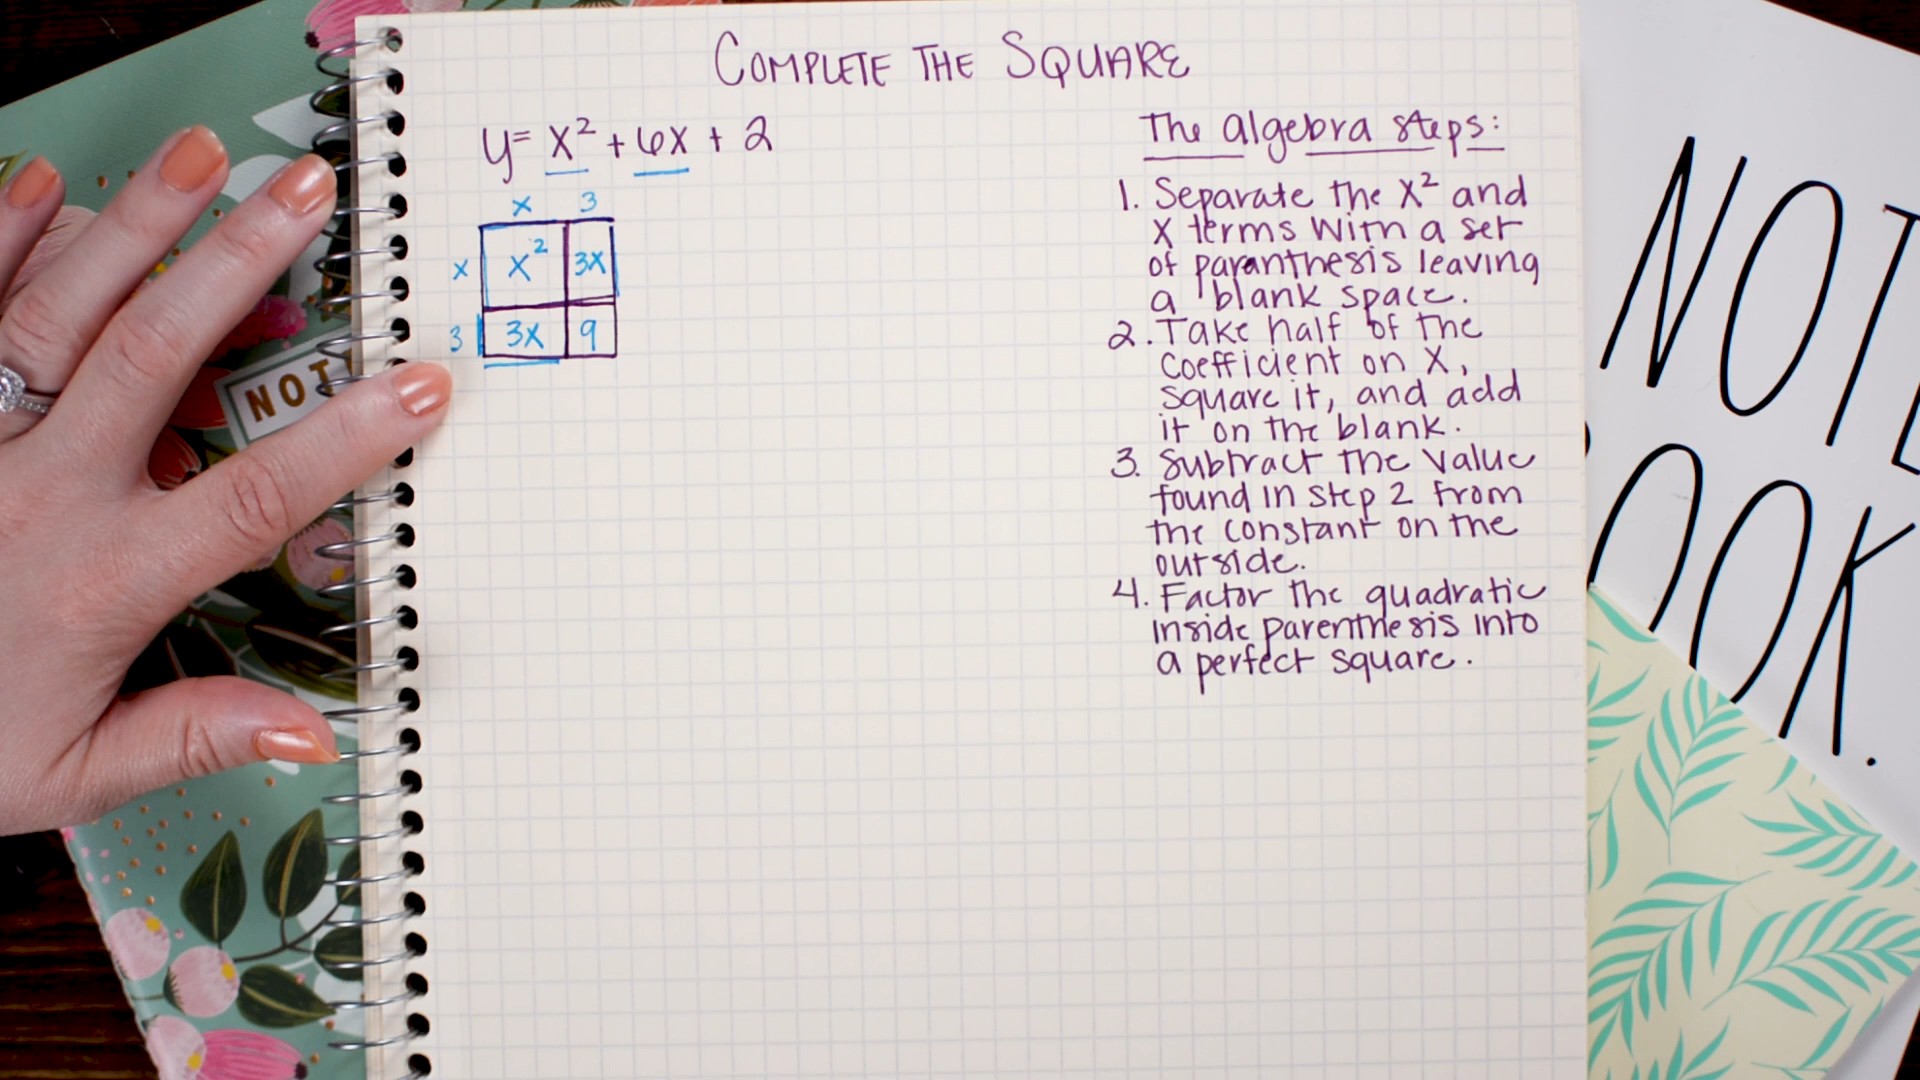 COMPLETE THE SQUARE
y = x² + 6x + 2
x 3
x x² 3x
3 3x 9
The algebra steps:
1. Separate the x² and
x terms with a set
of paranthesis leaving
a blank space.
2. Take half of the
coefficient on x,
square it, and add
it on the blank.
3. Subtract the value
found in step 2 from
the constant on the
outside.
4. Factor the quadratic
inside parenthesis into
a perfect square.
NOT
NOTE
OOK.